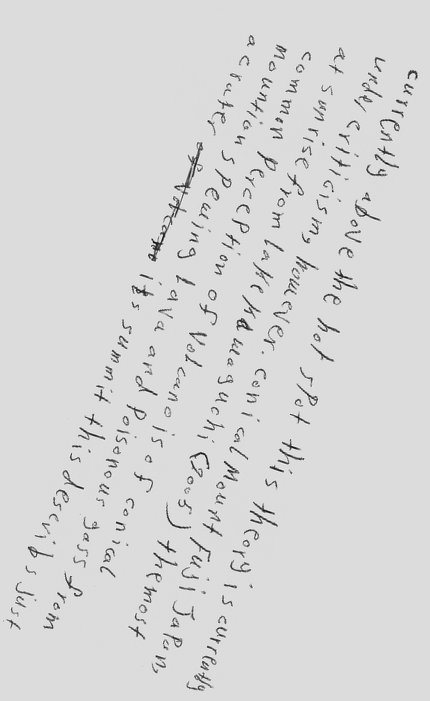 currently above the hot spot this theory is currently
under criticism, however. conical Mount Fuji Japan,
at sunrise from Lake Kawaguchi (2005) the most
common perception of volcano is of conical
mountion spewing lava and poisonous gass from
a crater its summit this describs just